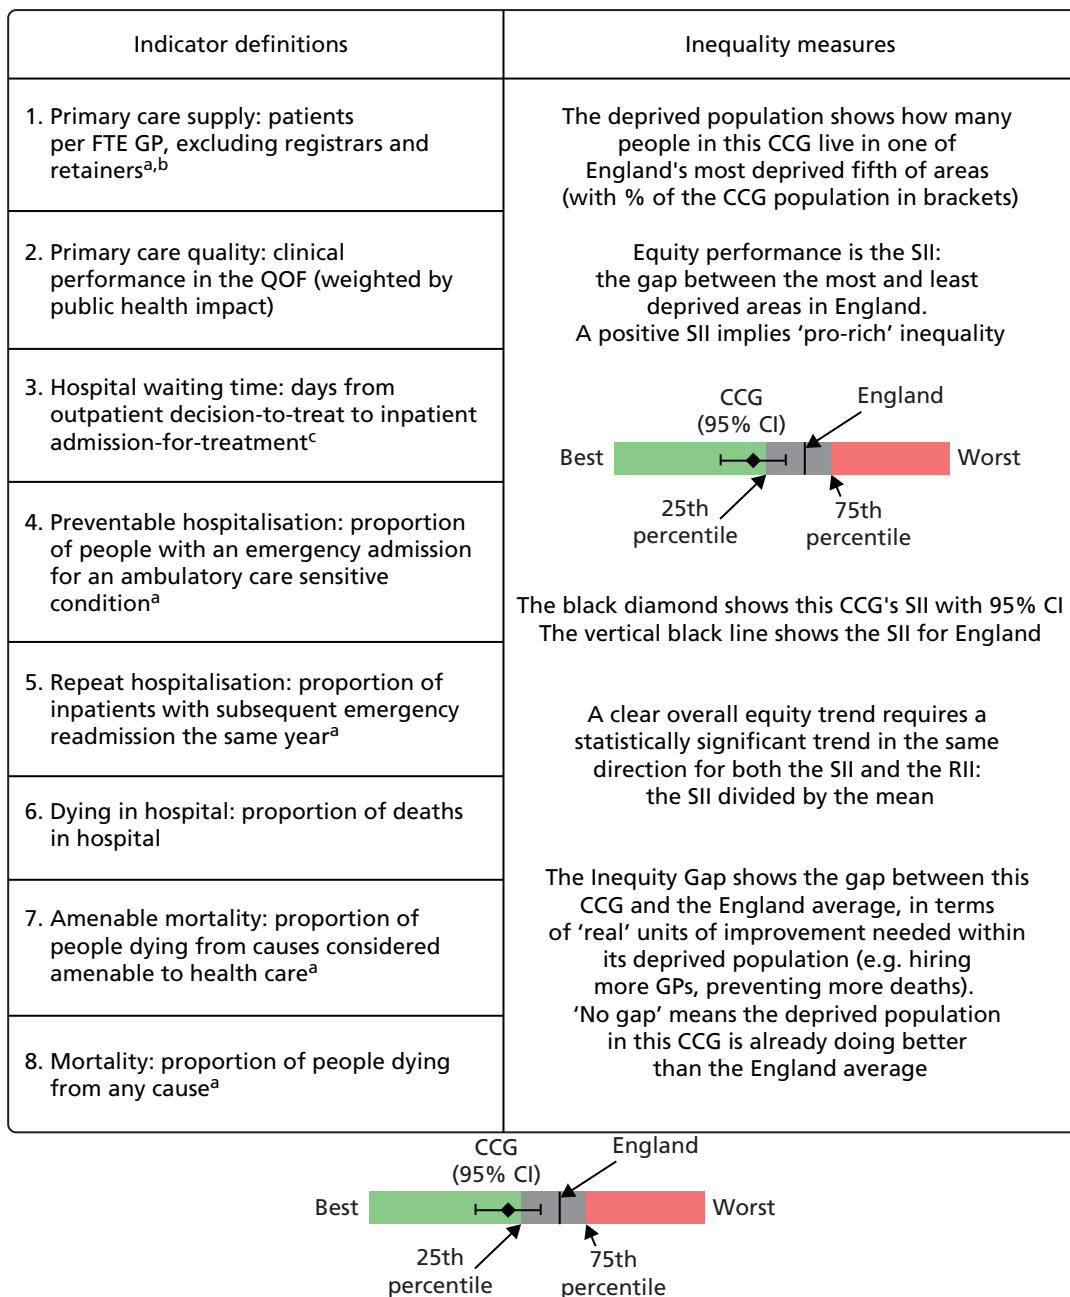 Indicator definitions
Inequality measures
1. Primary care supply: patients
per FTE GP, excluding registrars and
retainersa,b
2. Primary care quality: clinical
performance in the QOF (weighted by
public health impact)
3. Hospital waiting time: days from
outpatient decision-to-treat to inpatient
admission-for-treatmentc
4. Preventable hospitalisation: proportion
of people with an emergency admission
for an ambulatory care sensitive
conditiona
5. Repeat hospitalisation: proportion of
inpatients with subsequent emergency
readmission the same yeara
6. Dying in hospital: proportion of deaths
in hospital
7. Amenable mortality: proportion of
people dying from causes considered
amenable to health carea
8. Mortality: proportion of people dying
from any causea
The deprived population shows how many
people in this CCG live in one of
England's most deprived fifth of areas
(with % of the CCG population in brackets)
Equity performance is the SII:
the gap between the most and least
deprived areas in England.
A positive SII implies ‘pro-rich’ inequality
CCG
(95% CI)
England
Best
Worst
25th
percentile
75th
percentile
The black diamond shows this CCG's SII with 95% CI
The vertical black line shows the SII for England
A clear overall equity trend requires a
statistically significant trend in the same
direction for both the SII and the RII:
the SII divided by the mean
The Inequity Gap shows the gap between this
CCG and the England average, in terms
of ‘real’ units of improvement needed within
its deprived population (e.g. hiring
more GPs, preventing more deaths).
‘No gap’ means the deprived population
in this CCG is already doing better
than the England average
CCG
(95% CI)
England
Best
Worst
25th
percentile
75th
percentile